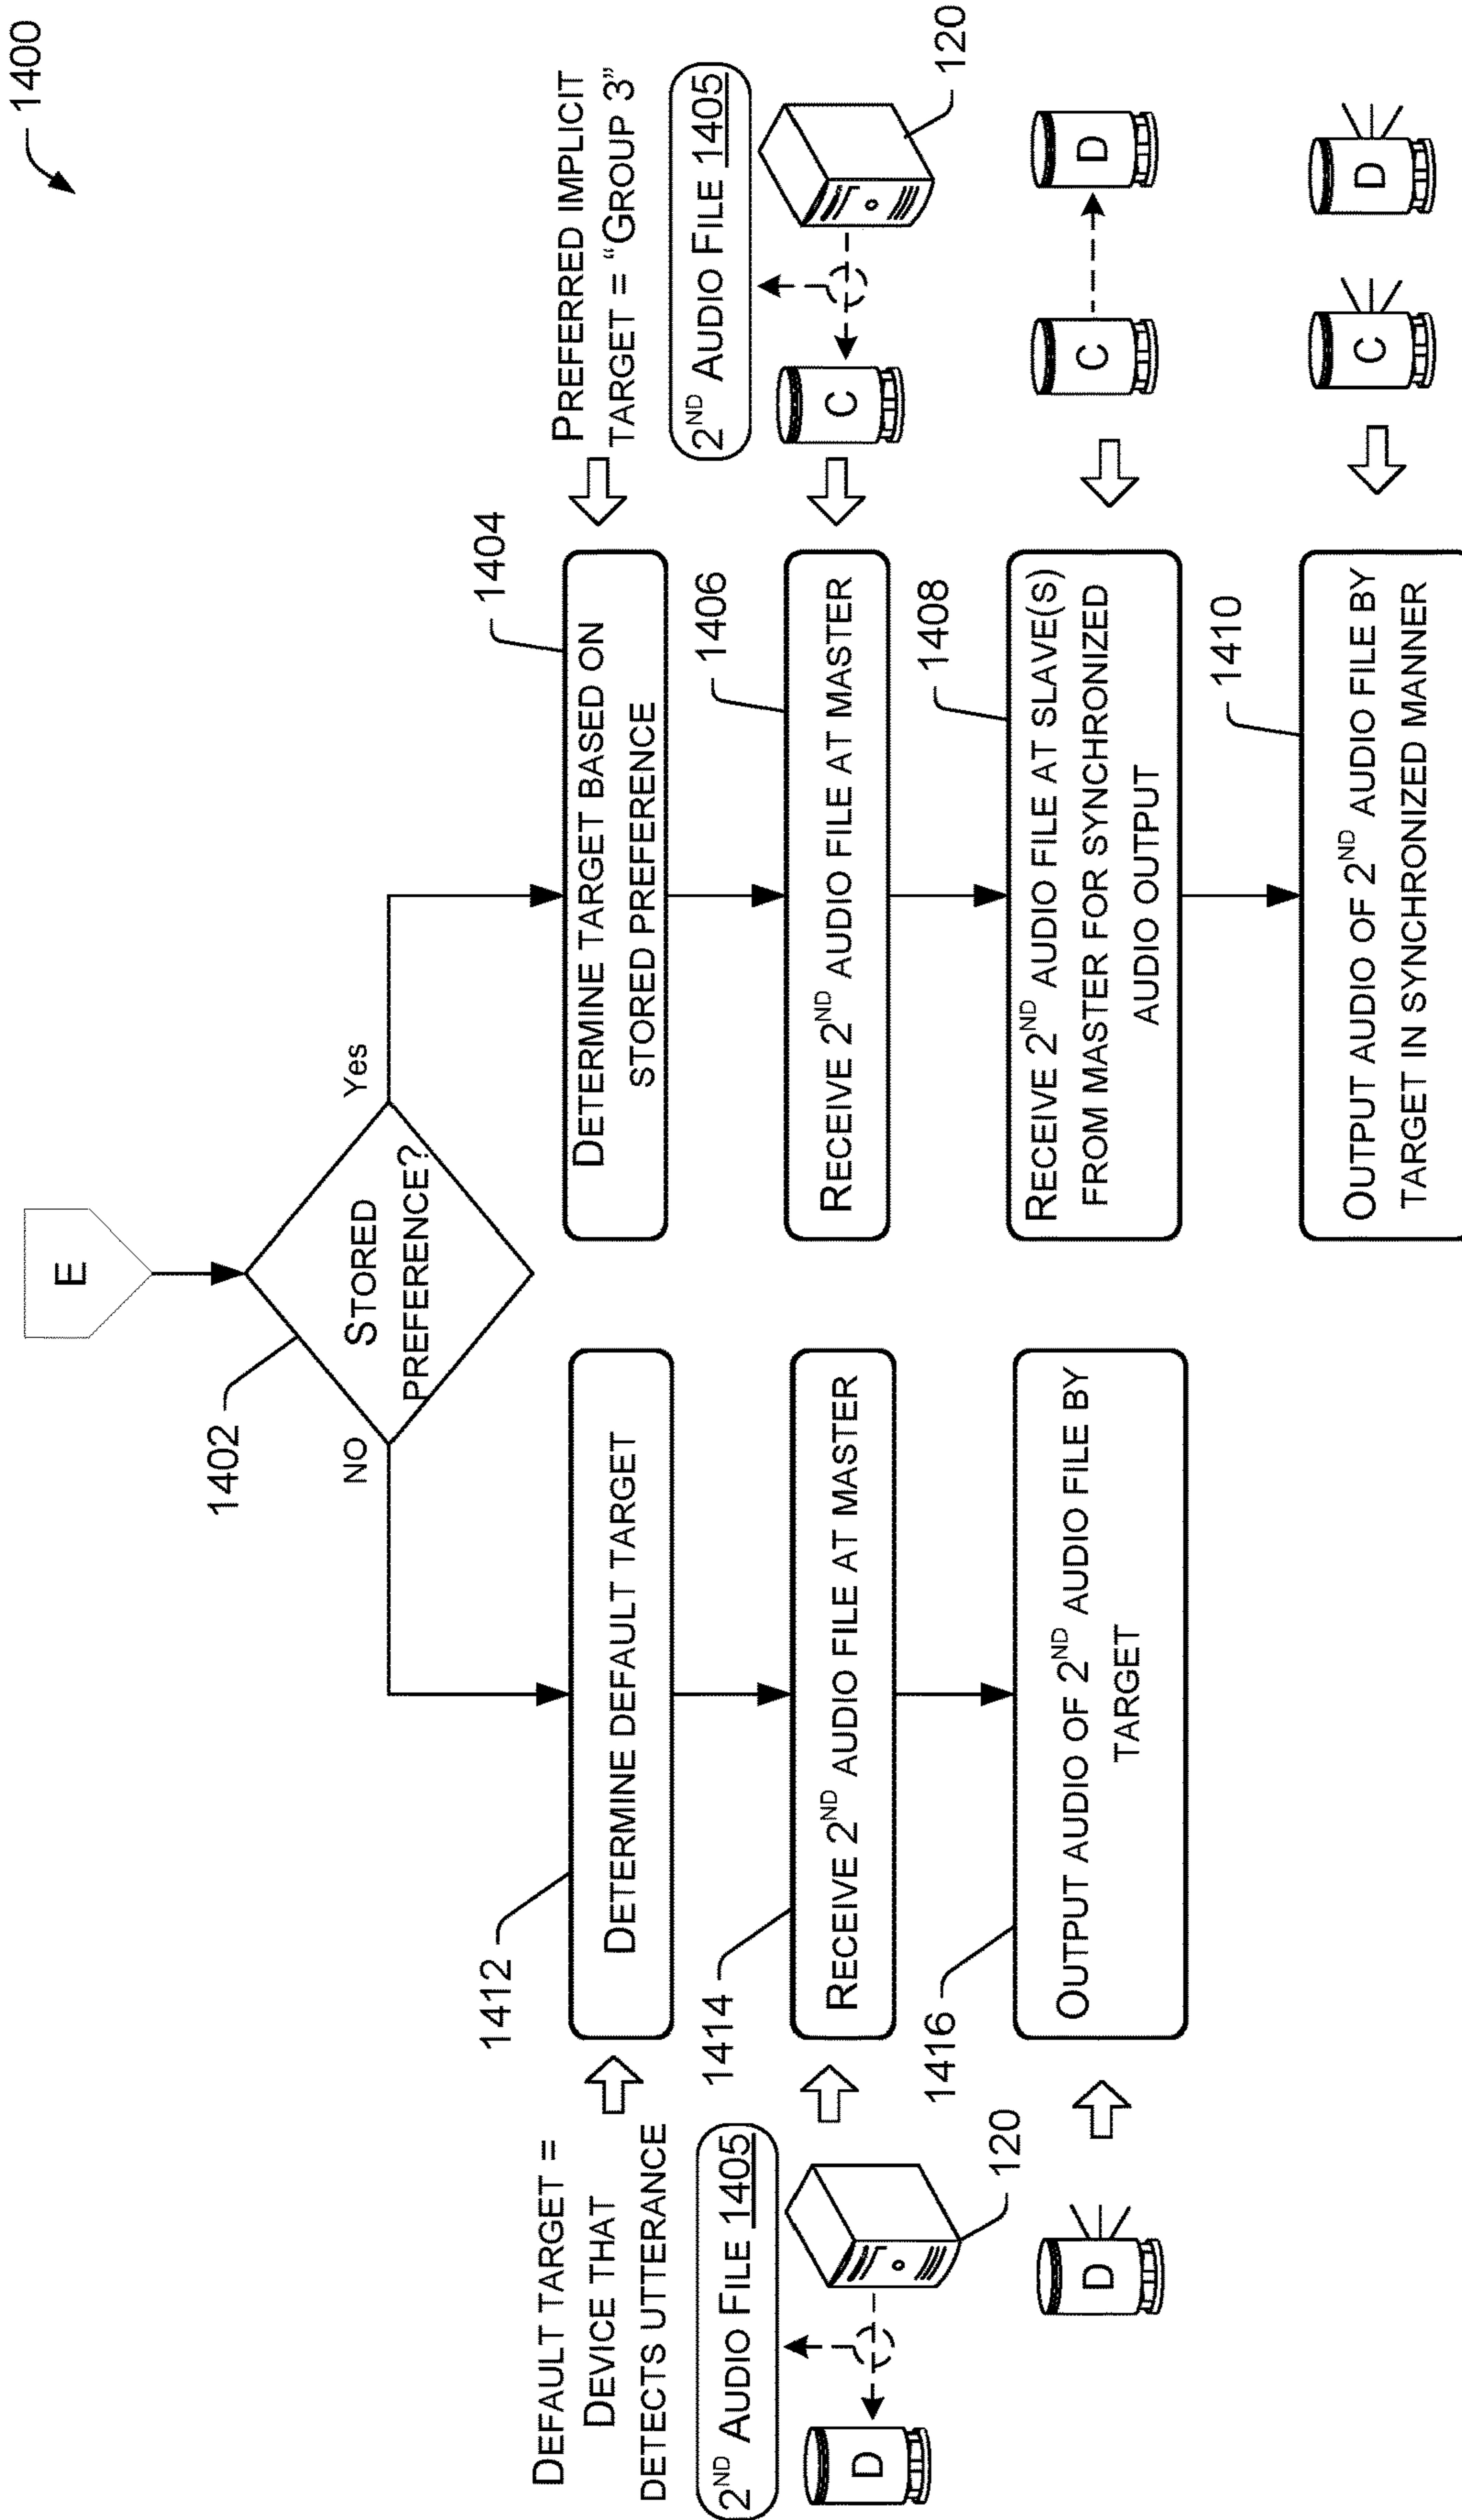 1400
E
1402
STORED
PREFERENCE?
NO
Yes
DEFAULT TARGET =
DEVICE THAT
DETECTS UTTERANCE
1412
DETERMINE DEFAULT TARGET
1404
DETERMINE TARGET BASED ON
STORED PREFERENCE
PREFERRED IMPLICIT
TARGET = “GROUP 3”
2ND AUDIO FILE 1405
D
120
1414
RECEIVE 2ND AUDIO FILE AT MASTER
1406
RECEIVE 2ND AUDIO FILE AT MASTER
2ND AUDIO FILE 1405
C
120
D
1416
OUTPUT AUDIO OF 2ND AUDIO FILE BY
TARGET
1408
RECEIVE 2ND AUDIO FILE AT SLAVE(S)
FROM MASTER FOR SYNCHRONIZED
AUDIO OUTPUT
C
D
1410
OUTPUT AUDIO OF 2ND AUDIO FILE BY
TARGET IN SYNCHRONIZED MANNER
C
D